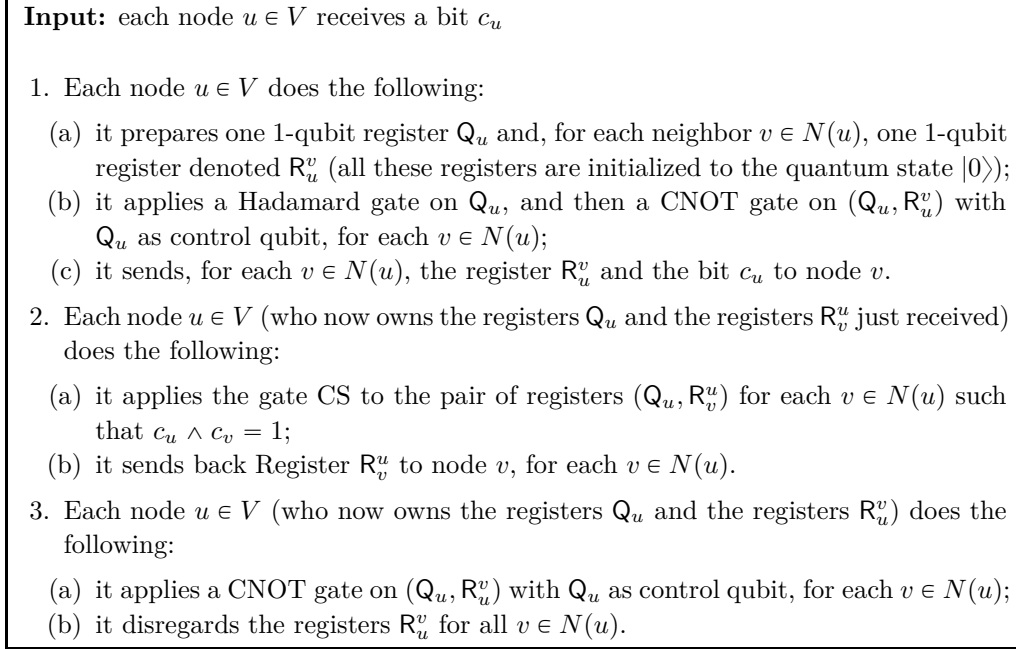 Input: each node u ∈ V receives a bit c_u
1. Each node u ∈ V does the following:
(a) it prepares one 1-qubit register Q_u and, for each neighbor v ∈ N(u), one 1-qubit
register denoted R_u^v (all these registers are initialized to the quantum state |0⟩);
(b) it applies a Hadamard gate on Q_u, and then a CNOT gate on (Q_u, R_u^v) with
Q_u as control qubit, for each v ∈ N(u);
(c) it sends, for each v ∈ N(u), the register R_u^v and the bit c_u to node v.
2. Each node u ∈ V (who now owns the registers Q_u and the registers R_v^u just received)
does the following:
(a) it applies the gate CS to the pair of registers (Q_u, R_v^u) for each v ∈ N(u) such
that c_u ∧ c_v = 1;
(b) it sends back Register R_v^u to node v, for each v ∈ N(u).
3. Each node u ∈ V (who now owns the registers Q_u and the registers R_u^v) does the
following:
(a) it applies a CNOT gate on (Q_u, R_u^v) with Q_u as control qubit, for each v ∈ N(u);
(b) it disregards the registers R_u^v for all v ∈ N(u).